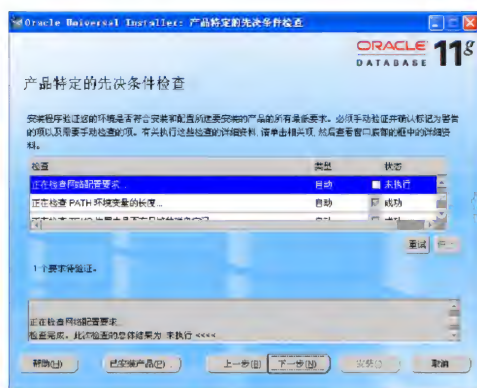 Oracle Universal Installer: 产品特定的先决条件检查
ORACLE 11g
DATABASE
产品特定的先决条件检查
安装程序验证您的环境是否符合安装和配置所选要安装的产品的所有最低要求。必须手动验证并确认标记为警告
的项以及需要手动检查的项。有关执行这些检查的详细资料, 请单击相关项, 然后查看窗口底部的框中的详细资
料。
检查 类型 状态
正在检查网络配置要求... 自动 未执行
正在检查 PATH 环境变量的长度... 自动 成功
重试
1个要求待验证。
正在检查网络配置要求...
检查完成。此次检查的总体结果为: 未执行 <<<<
帮助(H) 已安装产品(P)... 上一步(B) 下一步(N) 安装(I) 取消